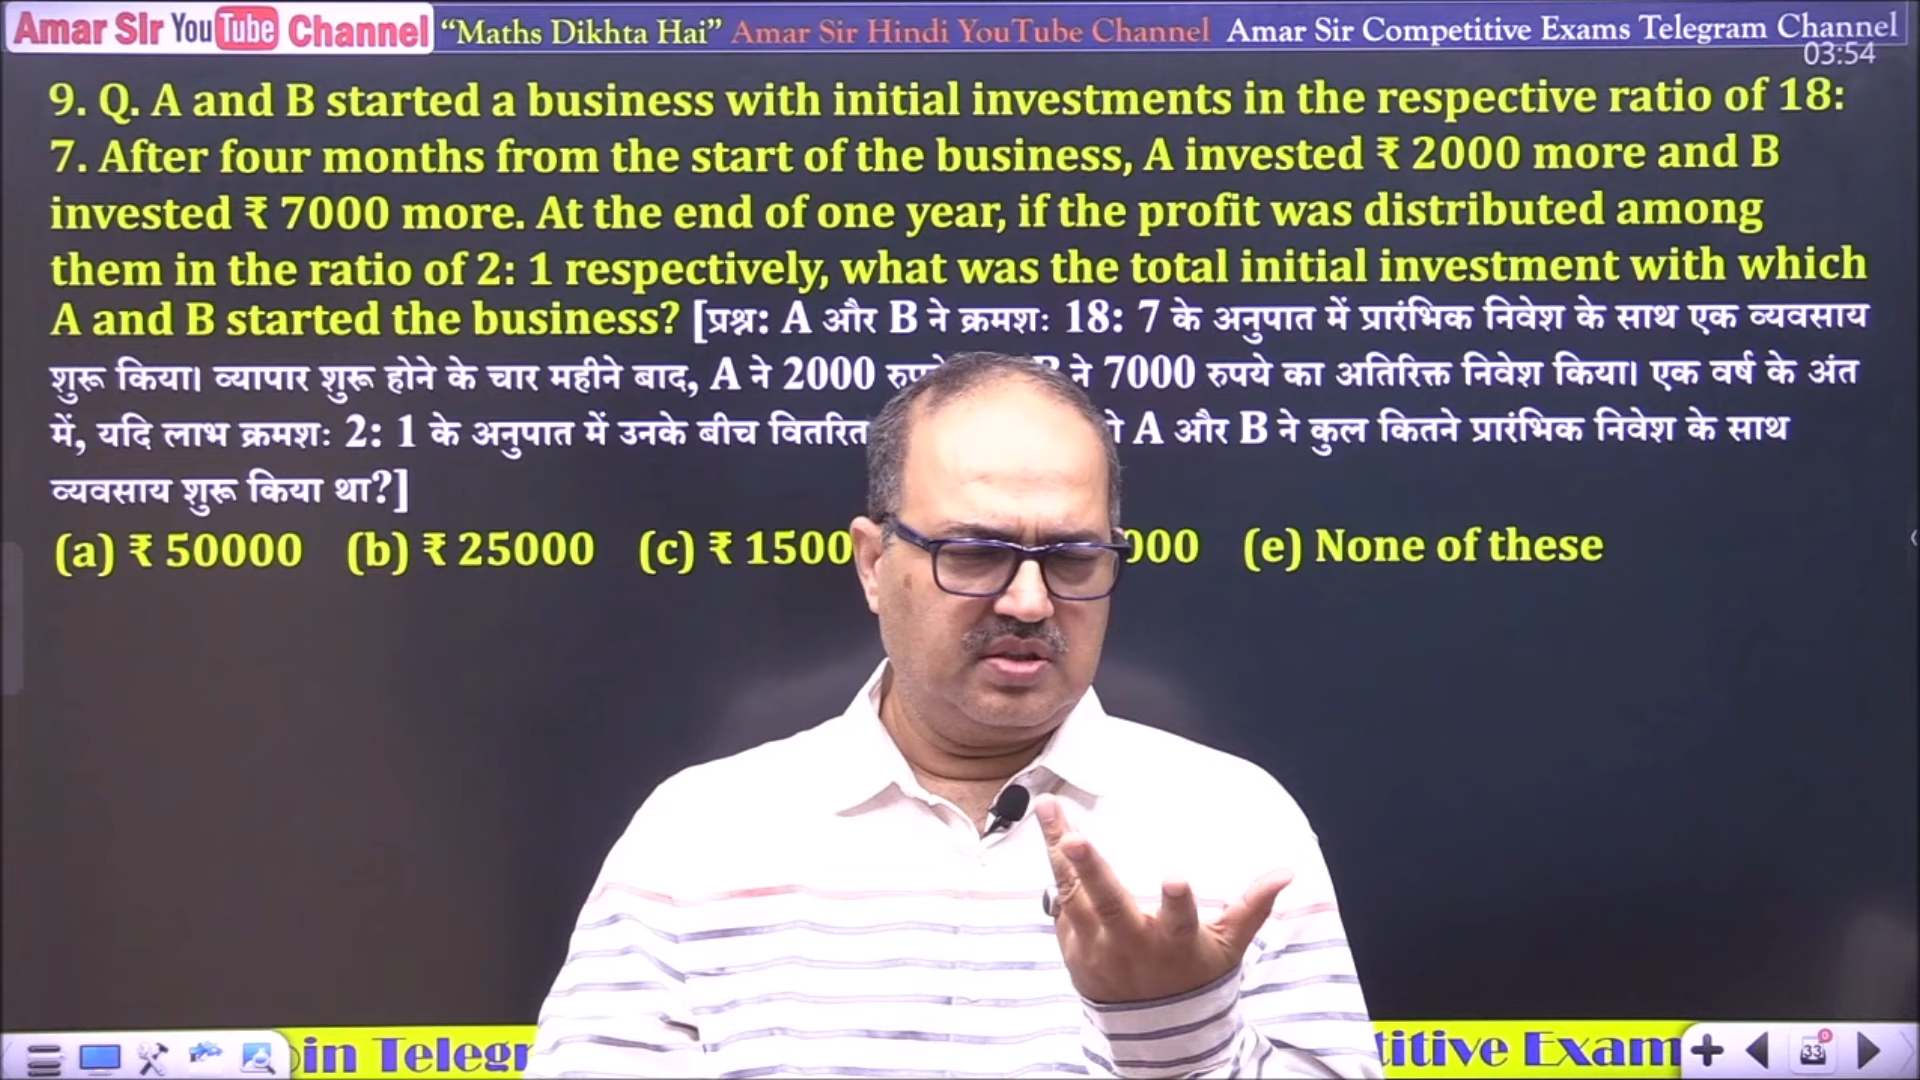 Amar Sir YouTube Channel "Maths Dikhta Hai" Amar Sir Hindi YouTube Channel Amar Sir Competitive Exams Telegram Channel
03:54
9. Q. A and B started a business with initial investments in the respective ratio of 18:
7. After four months from the start of the business, A invested ₹ 2000 more and B
invested ₹ 7000 more. At the end of one year, if the profit was distributed among
them in the ratio of 2: 1 respectively, what was the total initial investment with which
A and B started the business? [प्रश्न: A और B ने क्रमशः 18: 7 के अनुपात में प्रारंभिक निवेश के साथ एक व्यवसाय
शुरू किया। व्यापार शुरू होने के चार महीने बाद, A ने 2000 ने 7000 रुपये का अतिरिक्त निवेश किया। एक वर्ष के अंत
में, यदि लाभ क्रमशः 2: 1 के अनुपात में उनके बीच वितरित A और B ने कुल कितने प्रारंभिक निवेश के साथ
व्यवसाय शुरू किया था?]
(a) ₹ 50000 (b) ₹ 25000 (c) ₹ 1500 000 (e) None of these
in Telegr titive Exam
33